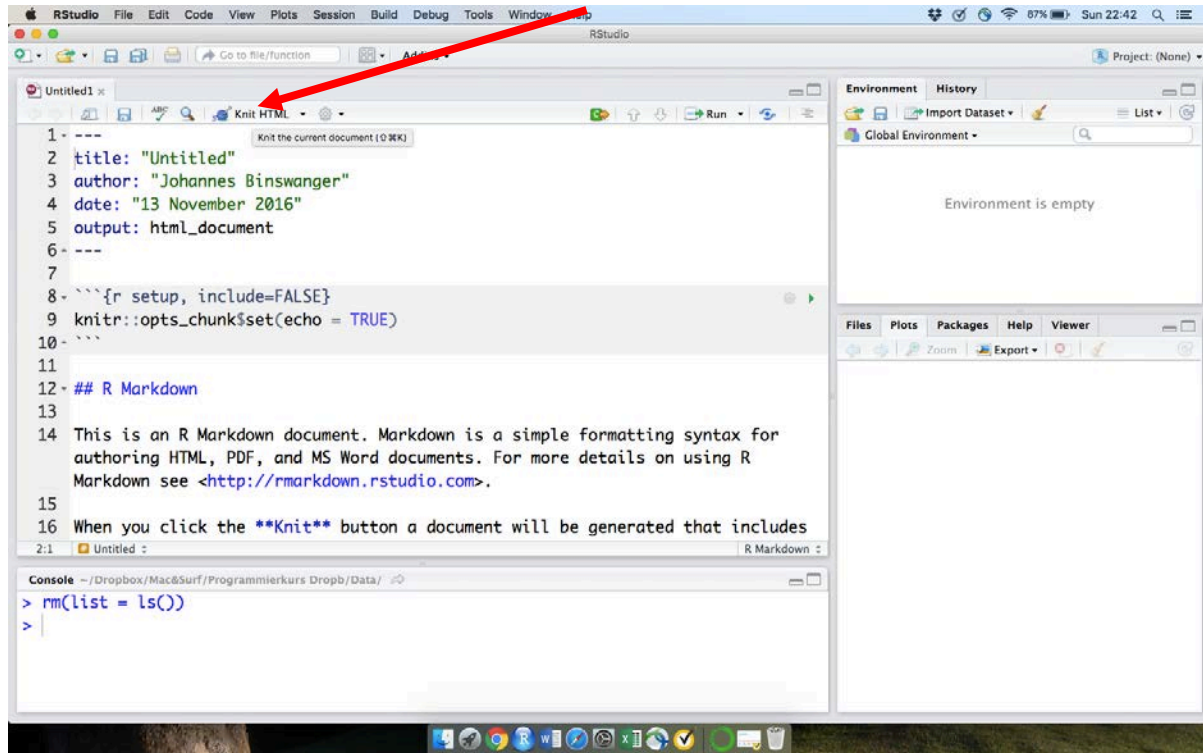 RStudio File Edit Code View Plots Session Build Debug Tools Window 87% Sun 22:42
RStudio
Go to file/function Addins
Project: (None)
Untitled1
Environment History
ABC Knit HTML Run
Import Dataset List
Knit the current document (⇧⌘K)
Global Environment
Environment is empty
1 ---
2 title: "Untitled"
3 author: "Johannes Binswanger"
4 date: "13 November 2016"
5 output: html_document
6 ---
7
8 ```{r setup, include=FALSE}
9 knitr::opts_chunk$set(echo = TRUE)
10 ```
11
12 ## R Markdown
13
14 This is an R Markdown document. Markdown is a simple formatting syntax for
authoring HTML, PDF, and MS Word documents. For more details on using R
Markdown see <http://rmarkdown.rstudio.com>.
15
16 When you click the **Knit** button a document will be generated that includes
2:1 Untitled R Markdown
Files Plots Packages Help Viewer
Zoom Export
Console ~/Dropbox/Mac&Surf/Programmierkurs Dropb/Data/
> rm(list = ls())
>